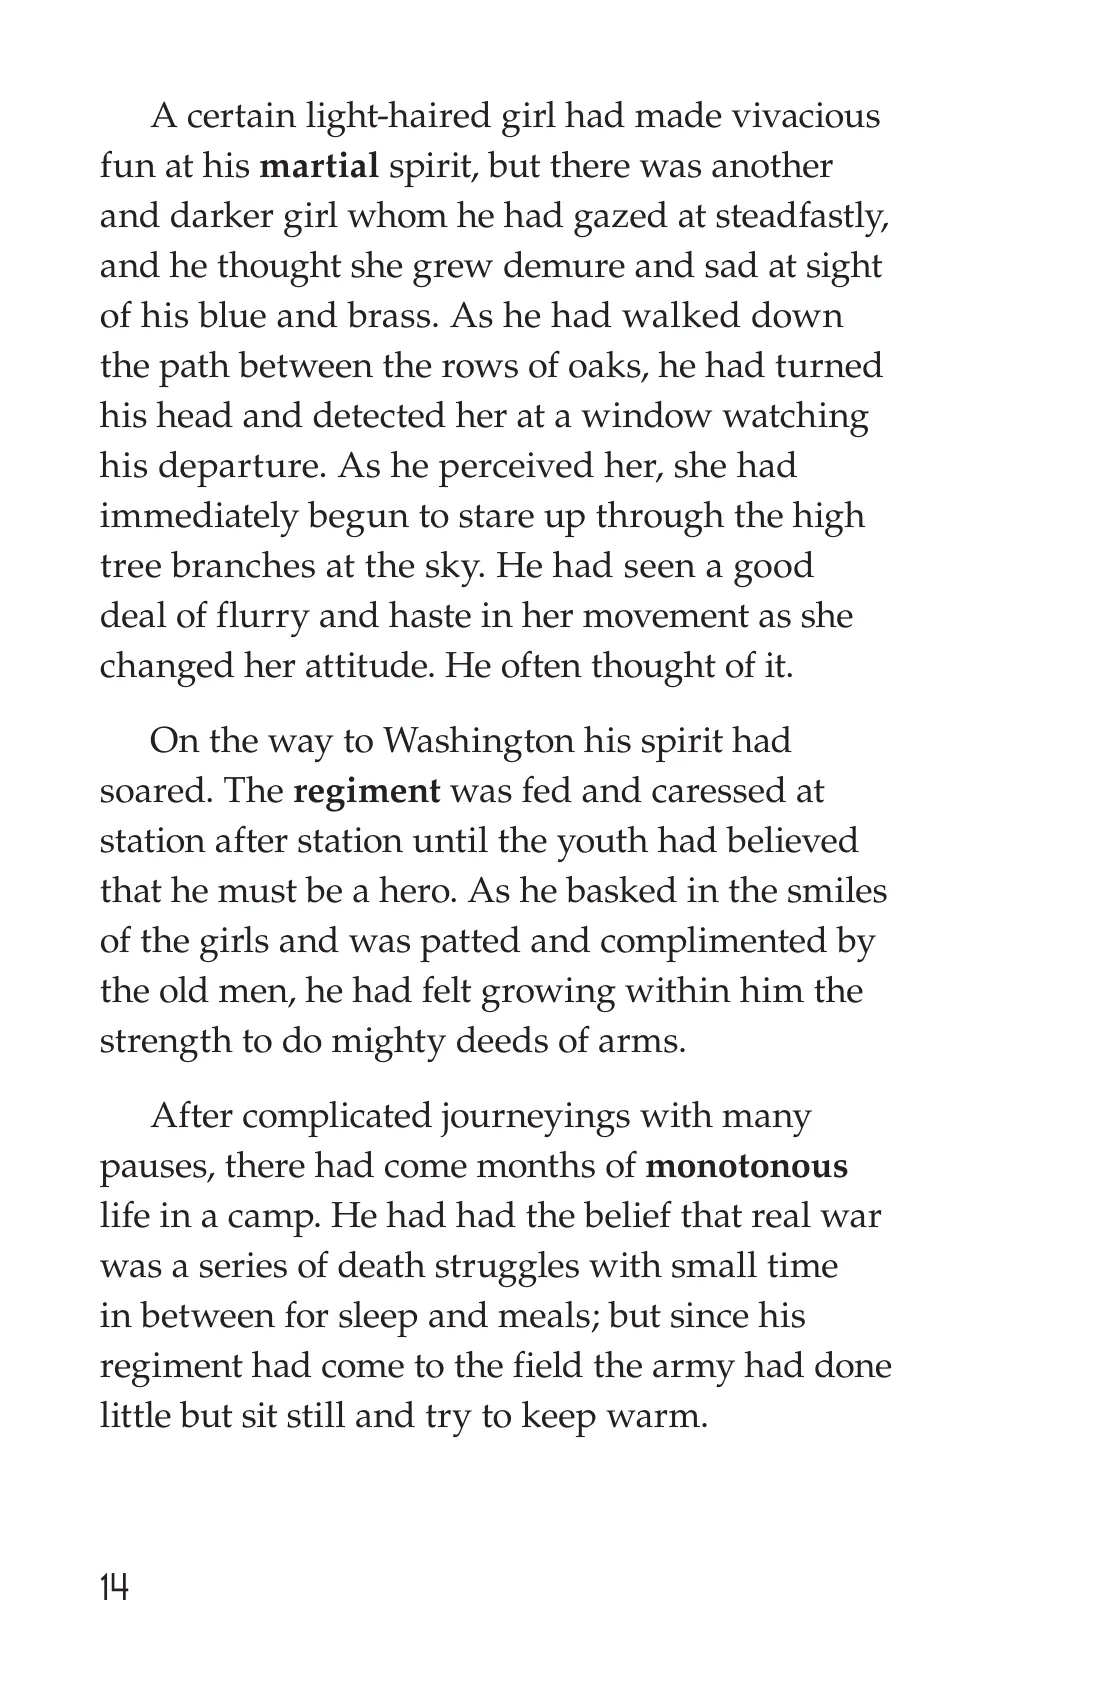 A certain light-haired girl had made vivacious
fun at his martial spirit, but there was another
and darker girl whom he had gazed at steadfastly,
and he thought she grew demure and sad at sight
of his blue and brass. As he had walked down
the path between the rows of oaks, he had turned
his head and detected her at a window watching
his departure. As he perceived her, she had
immediately begun to stare up through the high
tree branches at the sky. He had seen a good
deal of flurry and haste in her movement as she
changed her attitude. He often thought of it.
On the way to Washington his spirit had
soared. The regiment was fed and caressed at
station after station until the youth had believed
that he must be a hero. As he basked in the smiles
of the girls and was patted and complimented by
the old men, he had felt growing within him the
strength to do mighty deeds of arms.
After complicated journeyings with many
pauses, there had come months of monotonous
life in a camp. He had had the belief that real war
was a series of death struggles with small time
in between for sleep and meals; but since his
regiment had come to the field the army had done
little but sit still and try to keep warm.
14